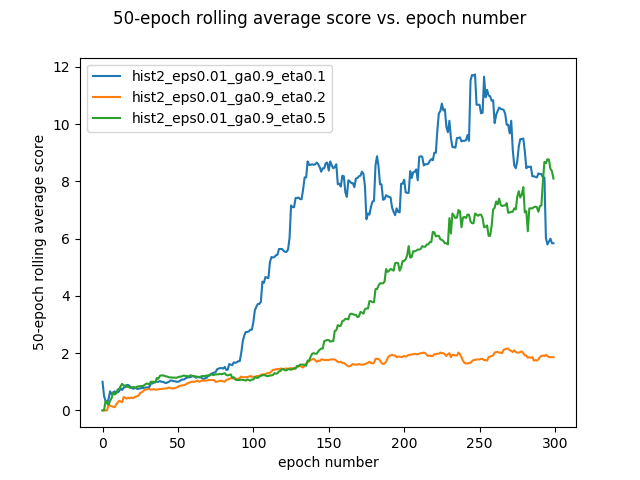 50-epoch rolling average score vs. epoch number
hist2_eps0.01_ga0.9_eta0.1
hist2_eps0.01_ga0.9_eta0.2
hist2_eps0.01_ga0.9_eta0.5
50-epoch rolling average score
12
10
8
6
4
2
0
0 50 100 150 200 250 300
epoch number